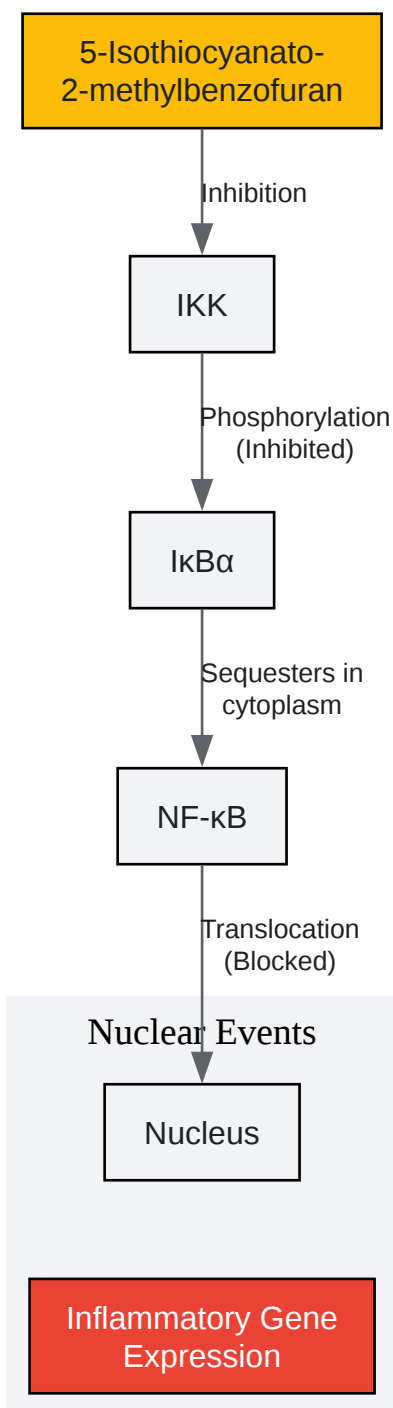 5-Isothiocyanato-
2-methylbenzofuran
Inhibition
IKK
Phosphorylation
(Inhibited)
IκBα
Sequesters in
cytoplasm
NF-κB
Translocation
(Blocked)
Nuclear Events
Nucleus
Inflammatory Gene
Expression